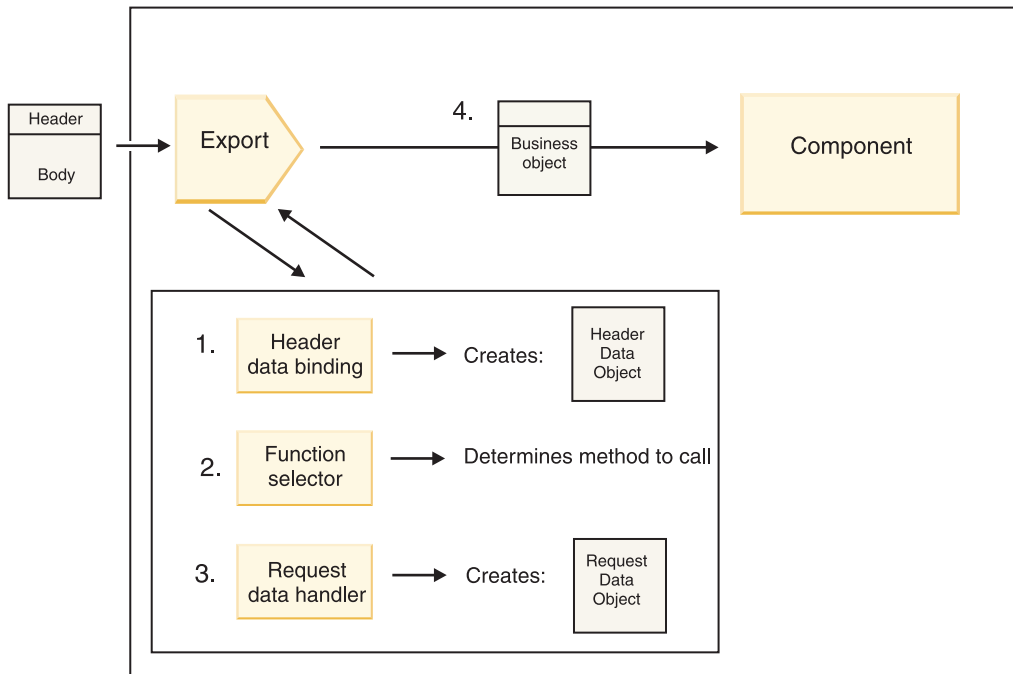 Header
Body
Export
4.
Business
object
Component
1.
Header
data binding
Creates:
Header
Data
Object
2.
Function
selector
Determines method to call
3.
Request
data handler
Creates:
Request
Data
Object